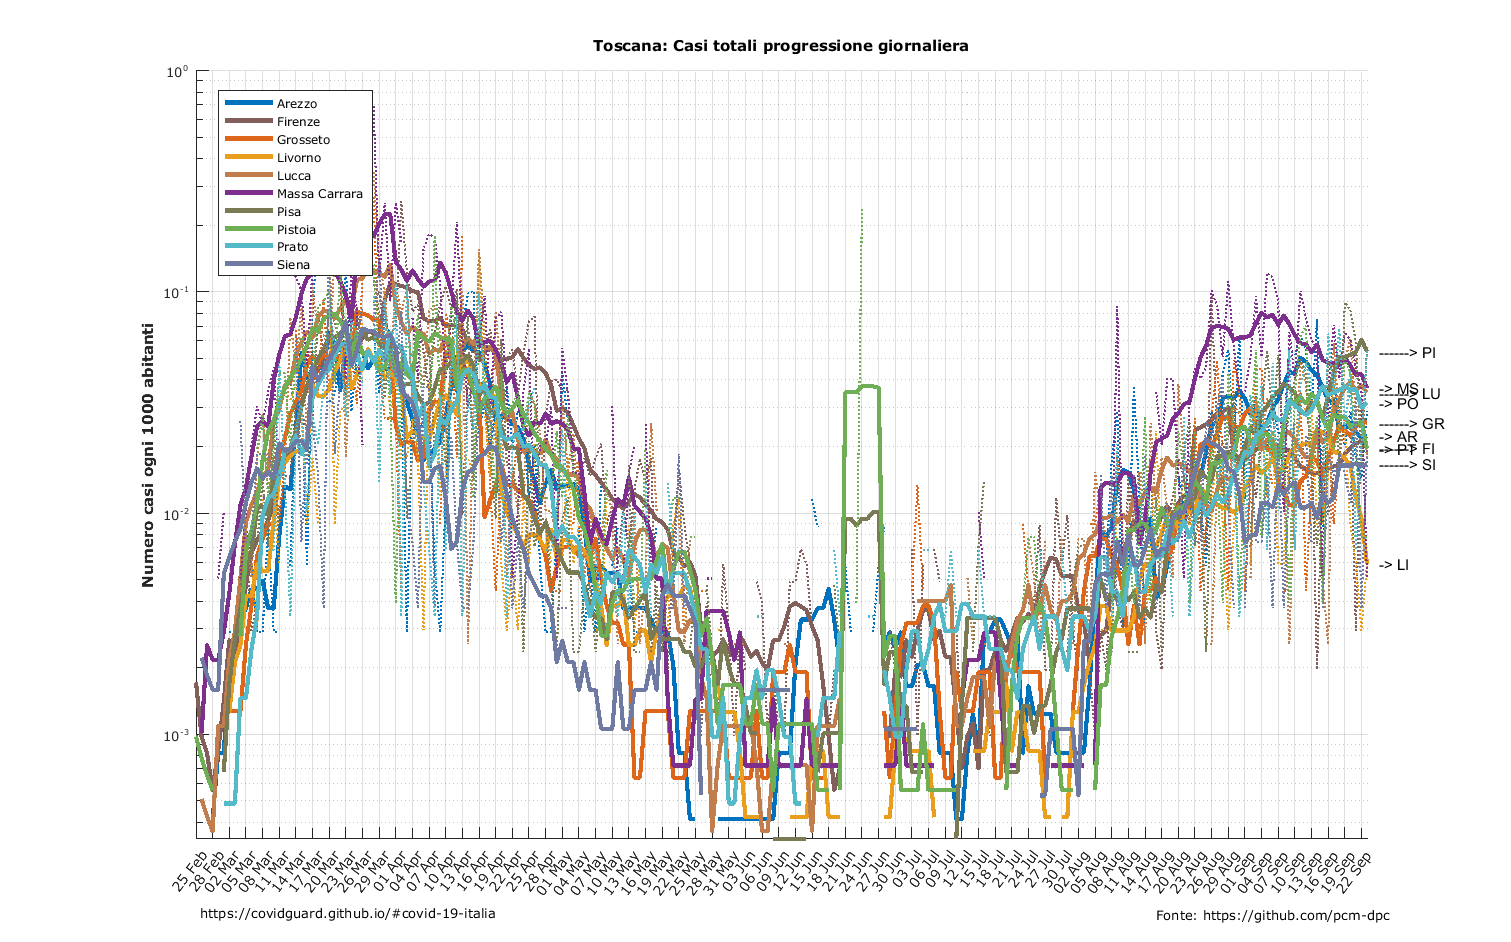 Toscana: Casi totali progressione giornaliera
Numero casi ogni 1000 abitanti
10^0
10^-1
10^-2
10^-3
Arezzo
Firenze
Grosseto
Livorno
Lucca
Massa Carrara
Pisa
Pistoia
Prato
Siena
------> PI
-> MS
------> LU
-> PO
------> GR
-> AR
-> PT
------> FI
------> SI
-> LI
25 Feb
28 Feb
02 Mar
05 Mar
08 Mar
11 Mar
14 Mar
17 Mar
20 Mar
23 Mar
26 Mar
29 Mar
01 Apr
04 Apr
07 Apr
10 Apr
13 Apr
16 Apr
19 Apr
22 Apr
25 Apr
28 Apr
01 May
04 May
07 May
10 May
13 May
16 May
19 May
22 May
25 May
28 May
31 May
03 Jun
06 Jun
09 Jun
12 Jun
15 Jun
18 Jun
21 Jun
24 Jun
27 Jun
30 Jun
03 Jul
06 Jul
09 Jul
12 Jul
15 Jul
18 Jul
21 Jul
24 Jul
27 Jul
30 Jul
02 Aug
05 Aug
08 Aug
11 Aug
14 Aug
17 Aug
20 Aug
23 Aug
26 Aug
29 Aug
01 Sep
04 Sep
07 Sep
10 Sep
13 Sep
16 Sep
19 Sep
22 Sep
https://covidguard.github.io/#covid-19-italia
Fonte: https://github.com/pcm-dpc